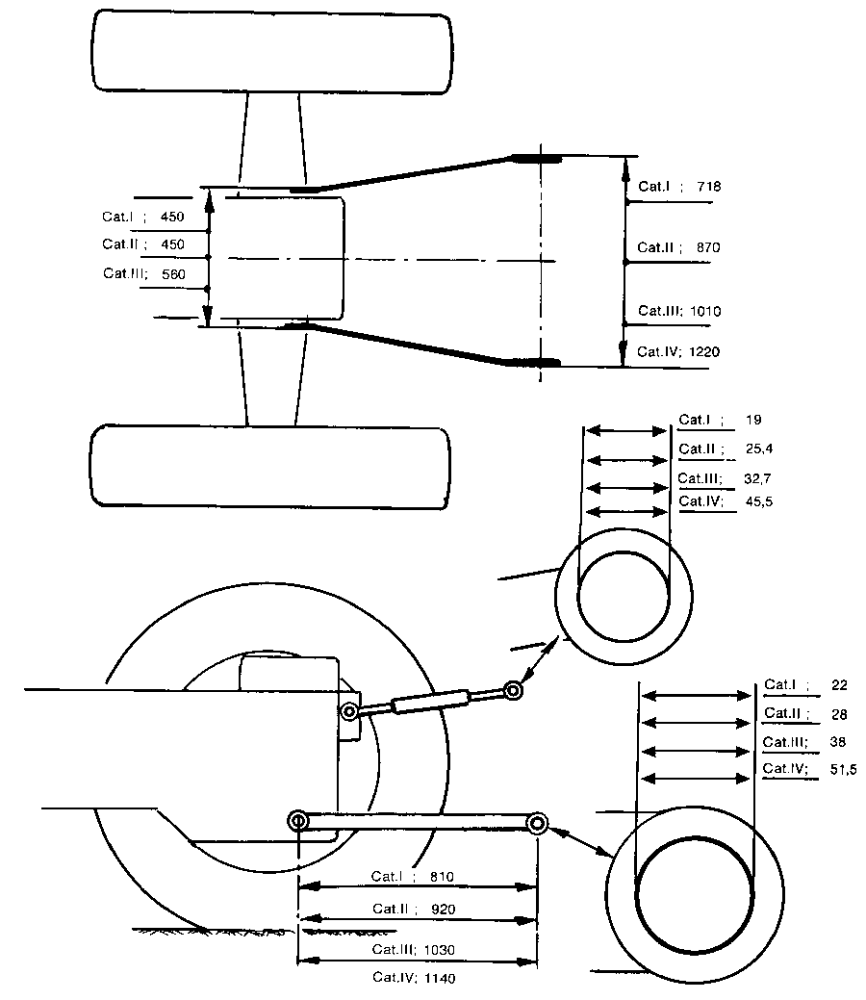 Cat.I ; 718
Cat.I ; 450
Cat.II ; 450
Cat.II ; 870
Cat.III; 560
Cat.III; 1010
Cat.IV; 1220
Cat.I ; 19
Cat.II ; 25,4
Cat.III; 32,7
Cat.IV; 45,5
Cat.I ; 22
Cat.II ; 28
Cat.III; 38
Cat.IV; 51,5
Cat.I ; 810
Cat.II ; 920
Cat.III; 1030
Cat.IV; 1140